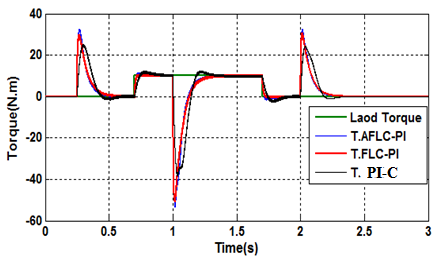 40
20
0
-20
-40
-60
Torque(N.m)
Laod Torque
T.AFLC-PI
T.FLC-PI
T. PI-C
0 0.5 1 1.5 2 2.5 3
Time(s)